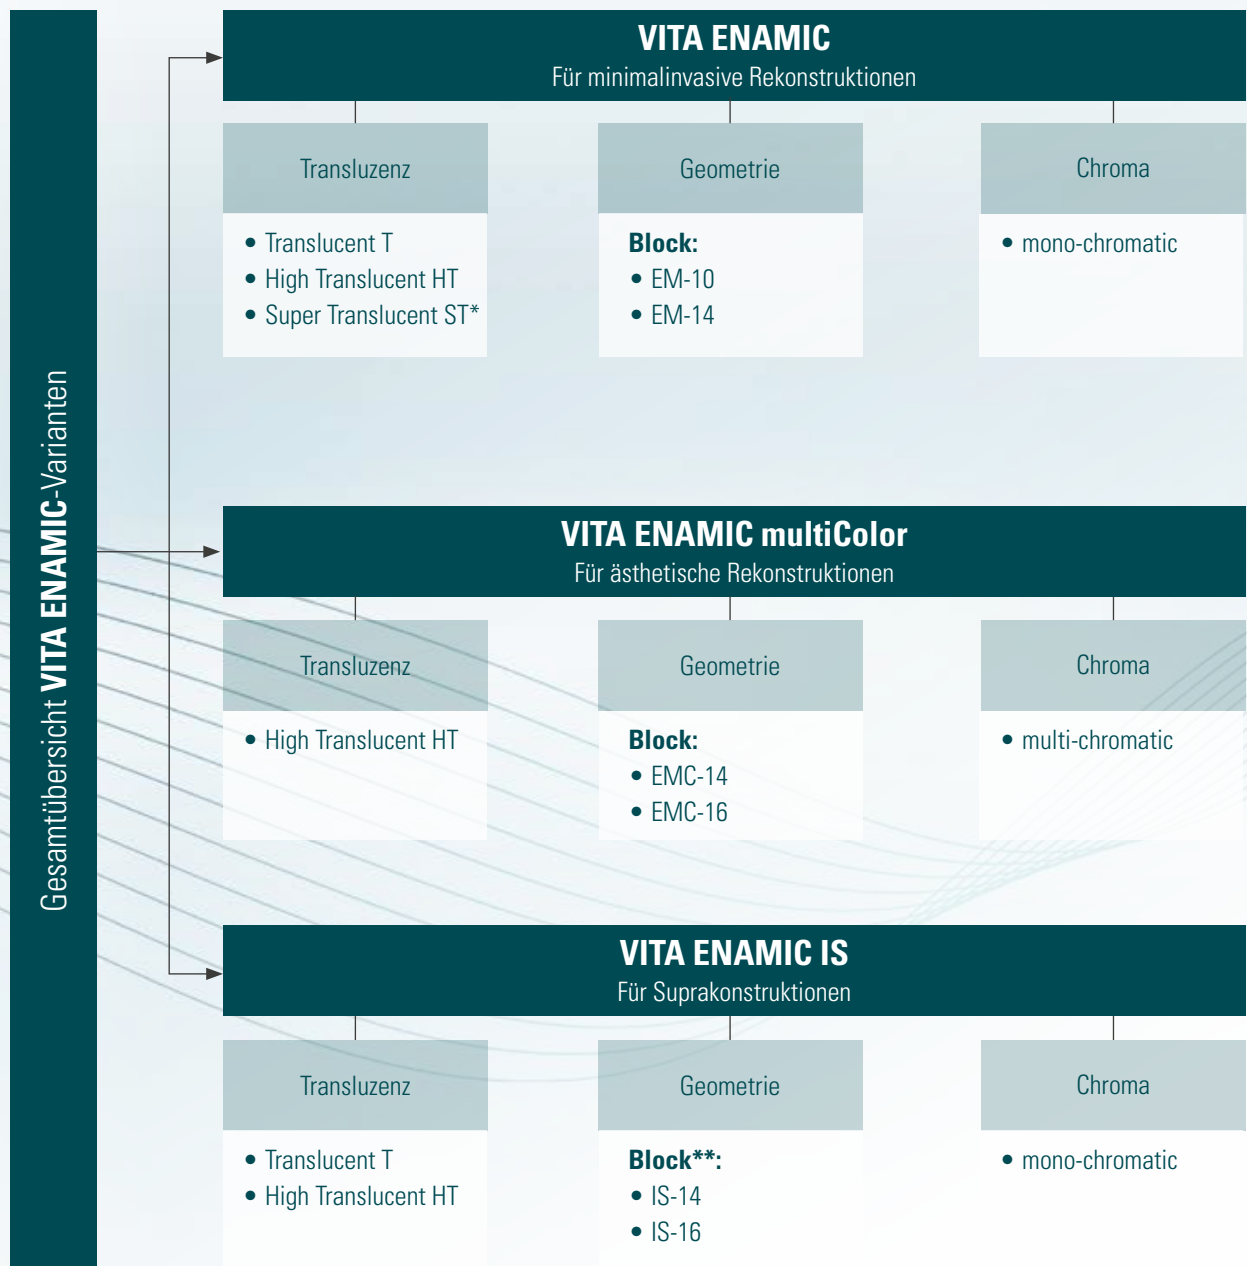 Gesamtübersicht VITA ENAMIC-Varianten
VITA ENAMIC
Für minimalinvasive Rekonstruktionen
Transluzenz
• Translucent T
• High Translucent HT
• Super Translucent ST*
Geometrie
Block:
• EM-10
• EM-14
Chroma
• mono-chromatic
VITA ENAMIC multiColor
Für ästhetische Rekonstruktionen
Transluzenz
• High Translucent HT
Geometrie
Block:
• EMC-14
• EMC-16
Chroma
• multi-chromatic
VITA ENAMIC IS
Für Suprakonstruktionen
Transluzenz
• Translucent T
• High Translucent HT
Geometrie
Block**:
• IS-14
• IS-16
Chroma
• mono-chromatic